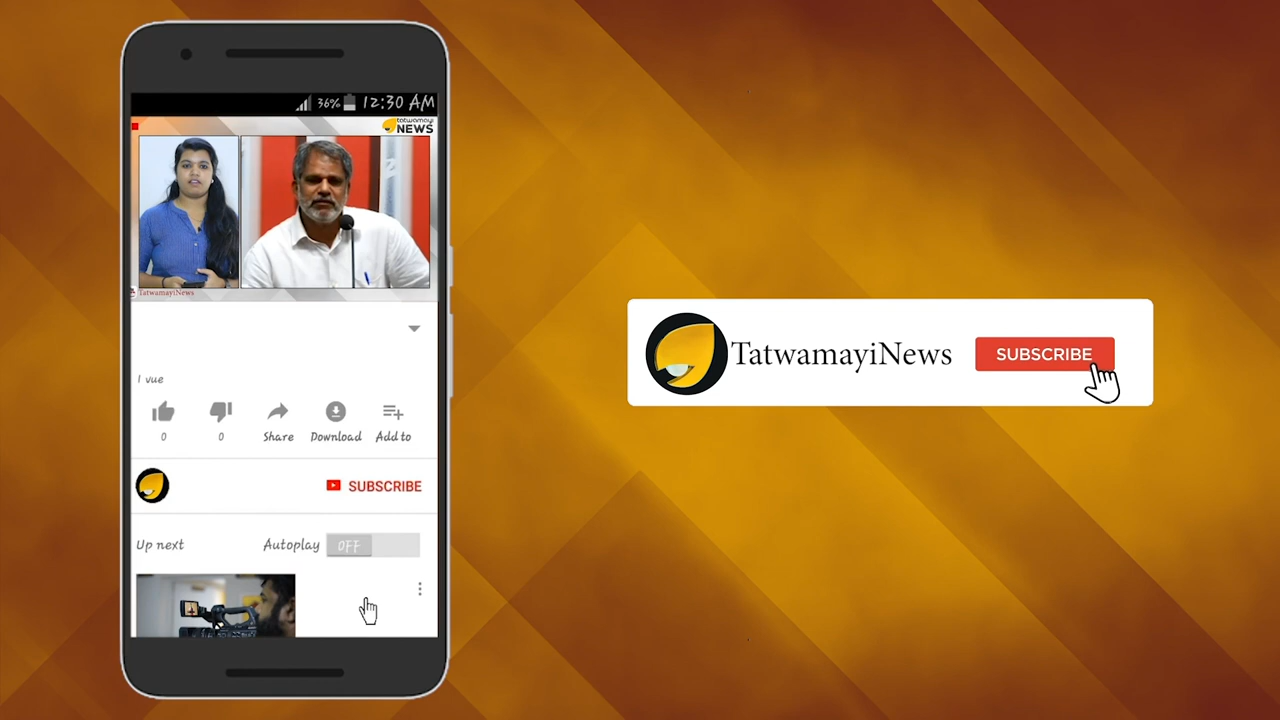 36% 12:30 AM
tatwamayi
NEWS
TatwamayiNews
1 vue
0 0 Share Download Add to
SUBSCRIBE
Up next Autoplay OFF
TatwamayiNews SUBSCRIBE